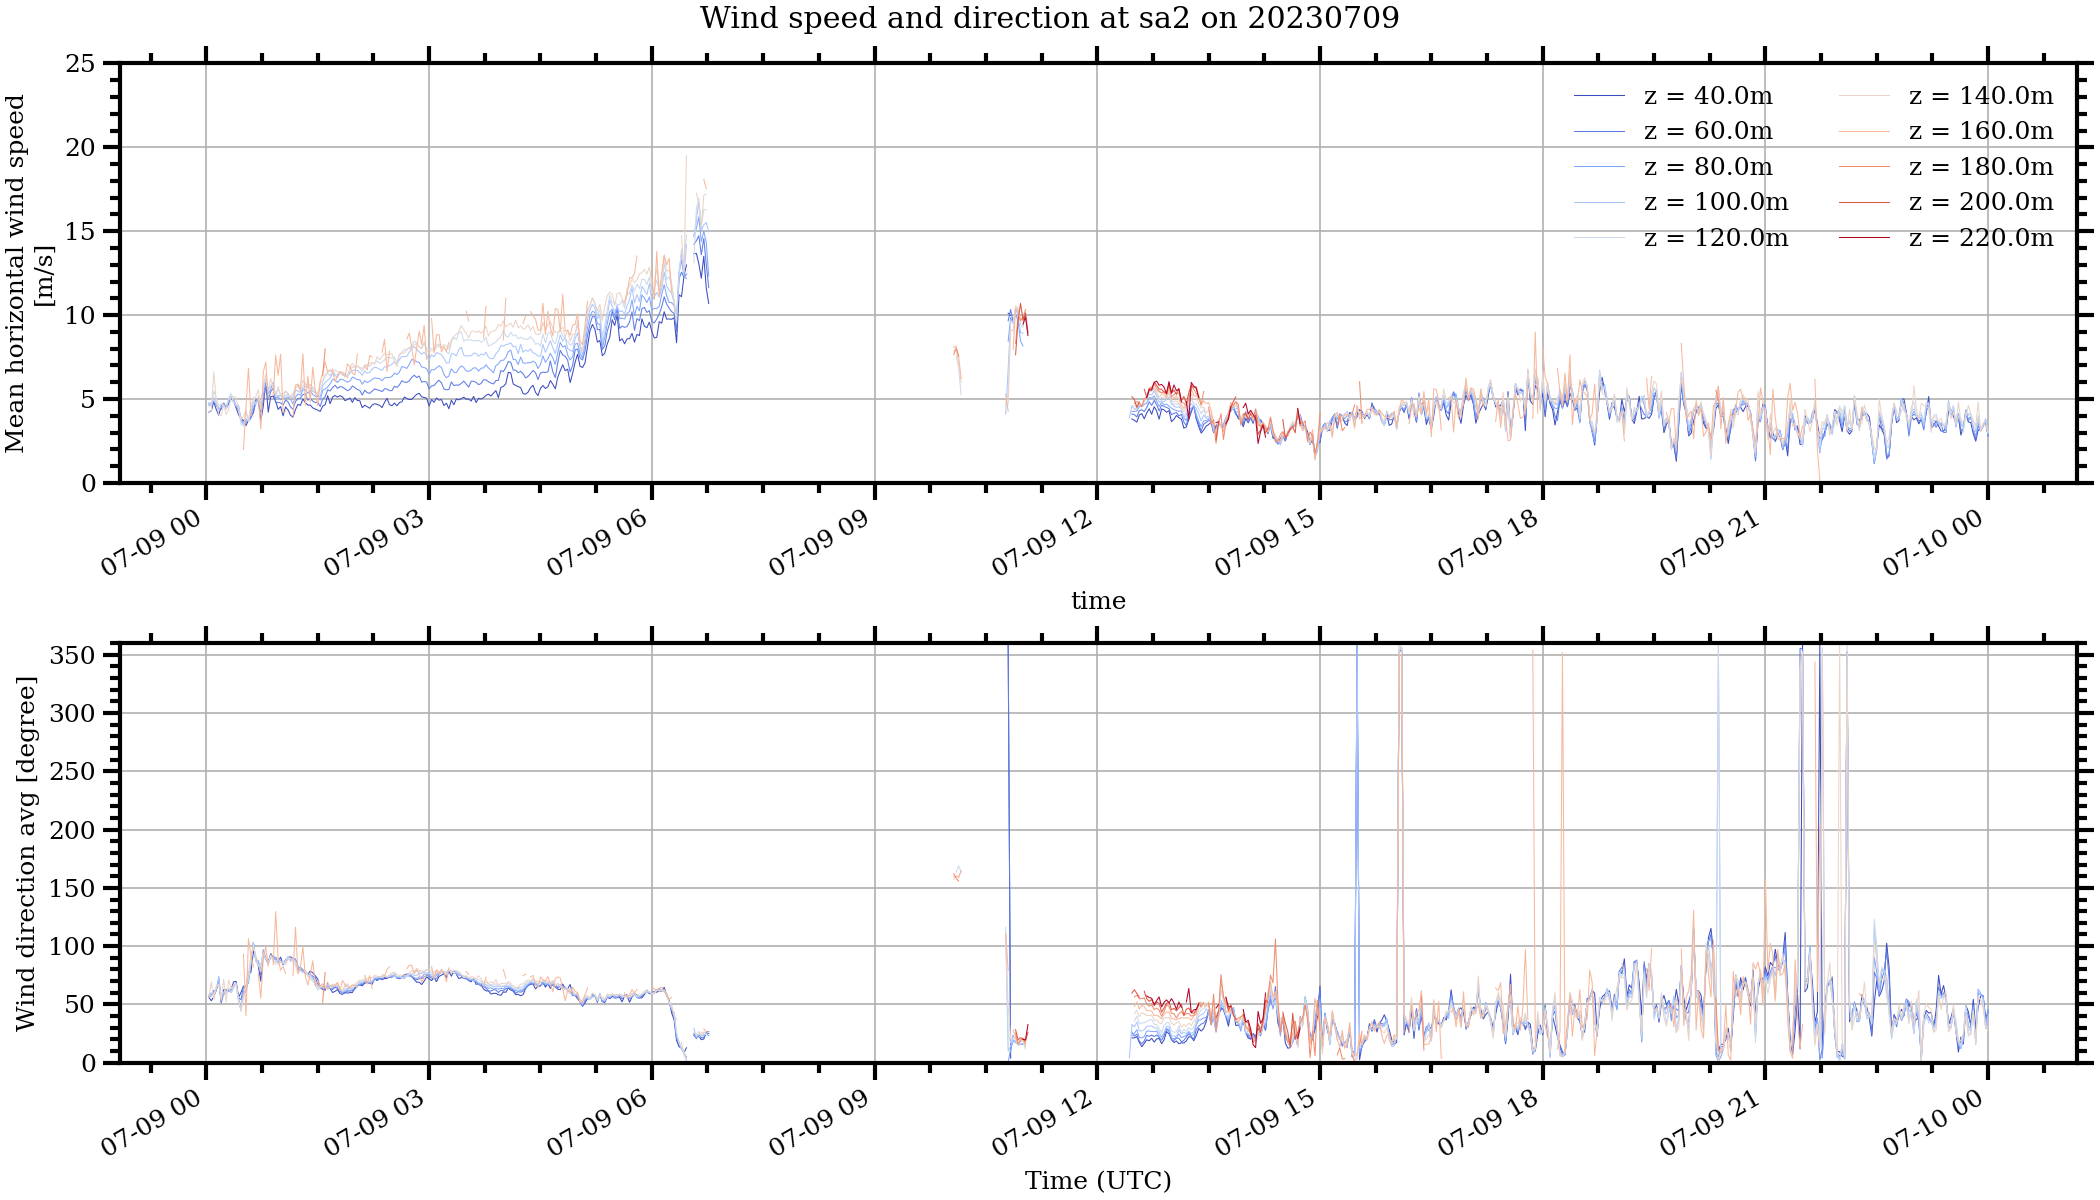 Wind speed and direction at sa2 on 20230709
Mean horizontal wind speed
[m/s]
25
20
15
10
5
0
z = 40.0m
z = 60.0m
z = 80.0m
z = 100.0m
z = 120.0m
z = 140.0m
z = 160.0m
z = 180.0m
z = 200.0m
z = 220.0m
07-09 00
07-09 03
07-09 06
07-09 09
07-09 12
07-09 15
07-09 18
07-09 21
07-10 00
time
Wind direction avg [degree]
350
300
250
200
150
100
50
0
07-09 00
07-09 03
07-09 06
07-09 09
07-09 12
07-09 15
07-09 18
07-09 21
07-10 00
Time (UTC)